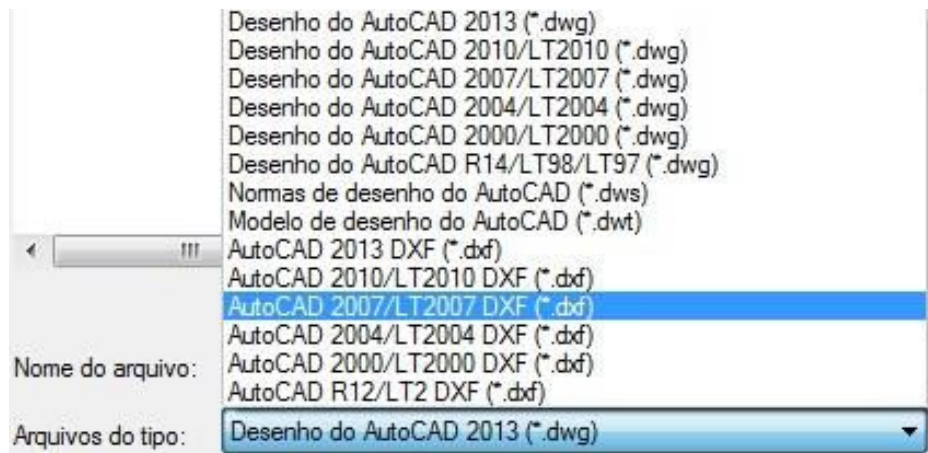 Desenho do AutoCAD 2013 (*.dwg)
Desenho do AutoCAD 2010/LT2010 (*.dwg)
Desenho do AutoCAD 2007/LT2007 (*.dwg)
Desenho do AutoCAD 2004/LT2004 (*.dwg)
Desenho do AutoCAD 2000/LT2000 (*.dwg)
Desenho do AutoCAD R14/LT98/LT97 (*.dwg)
Normas de desenho do AutoCAD (*.dws)
Modelo de desenho do AutoCAD (*.dwt)
AutoCAD 2013 DXF (*.dxf)
AutoCAD 2010/LT2010 DXF (*.dxf)
AutoCAD 2007/LT2007 DXF (*.dxf)
AutoCAD 2004/LT2004 DXF (*.dxf)
AutoCAD 2000/LT2000 DXF (*.dxf)
AutoCAD R12/LT2 DXF (*.dxf)
Nome do arquivo:
Arquivos do tipo: Desenho do AutoCAD 2013 (*.dwg)